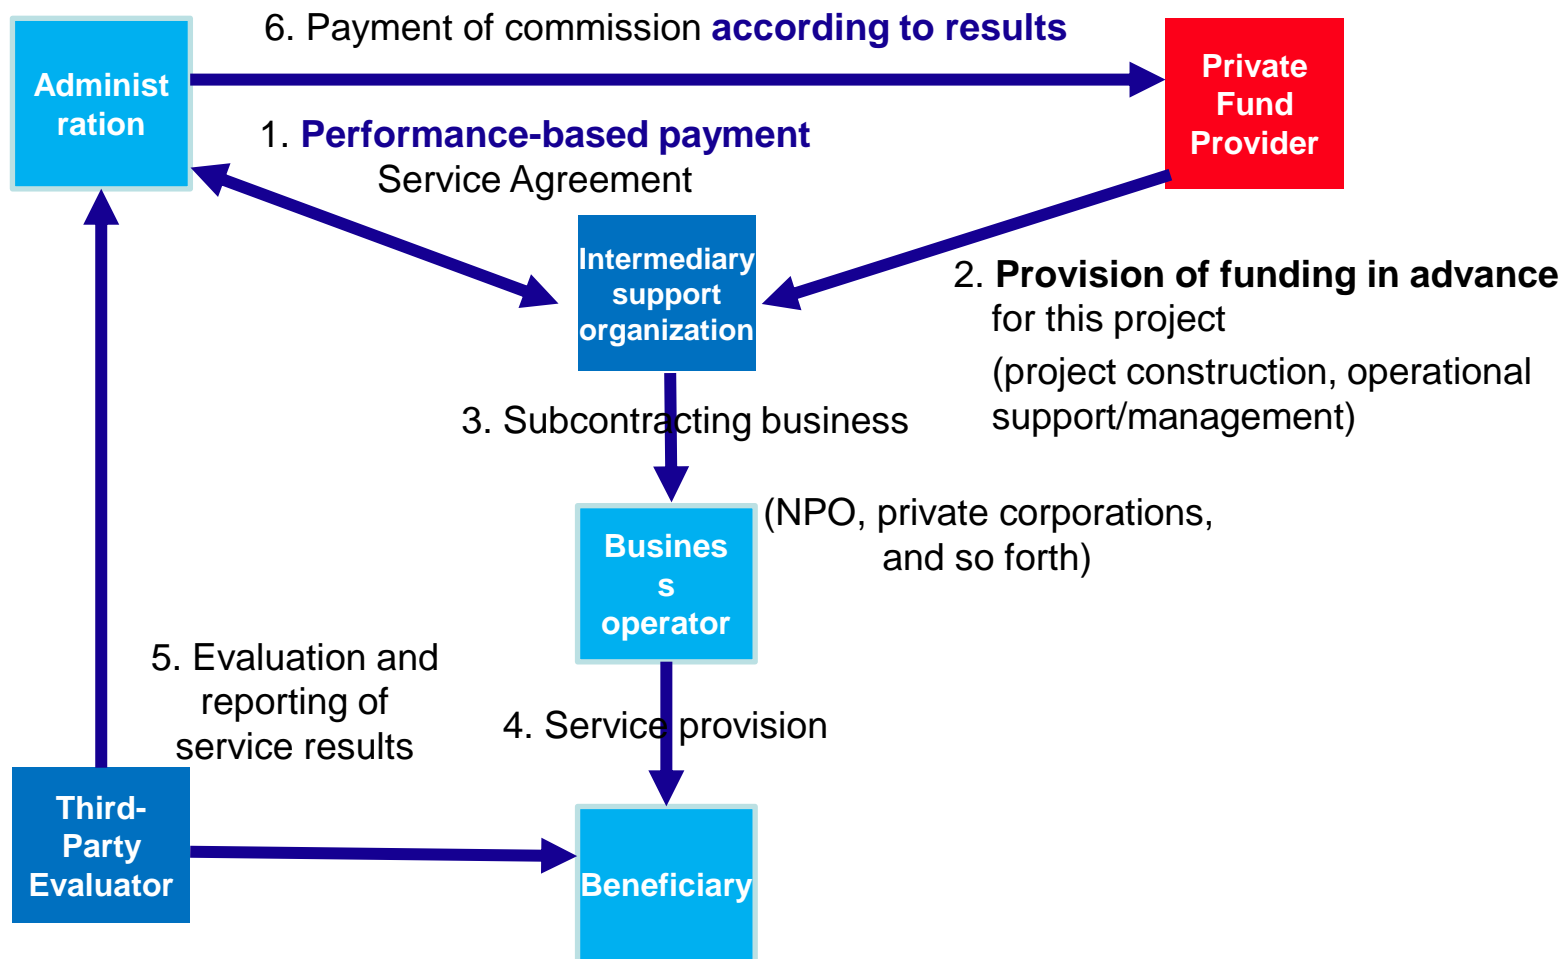 6. Payment of commission according to results
Administ
ration
Private
Fund
Provider
1. Performance-based payment
Service Agreement
Intermediary
support
organization
2. Provision of funding in advance
for this project
(project construction, operational
support/management)
3. Subcontracting business
(NPO, private corporations,
and so forth)
Busines
s
operator
5. Evaluation and
reporting of
service results
4. Service provision
Third-
Party
Evaluator
Beneficiary